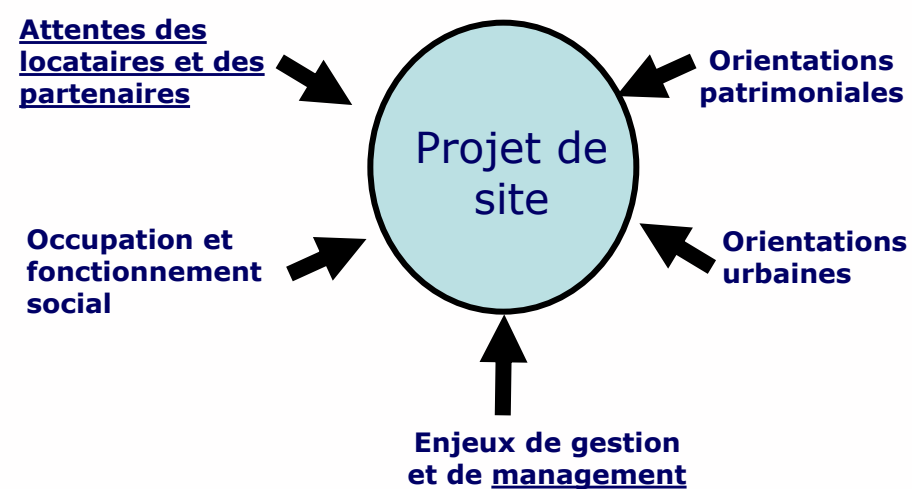 Attentes des
locataires et des
partenaires
Orientations
patrimoniales
Projet de
site
Occupation et
fonctionnement
social
Orientations
urbaines
Enjeux de gestion
et de management